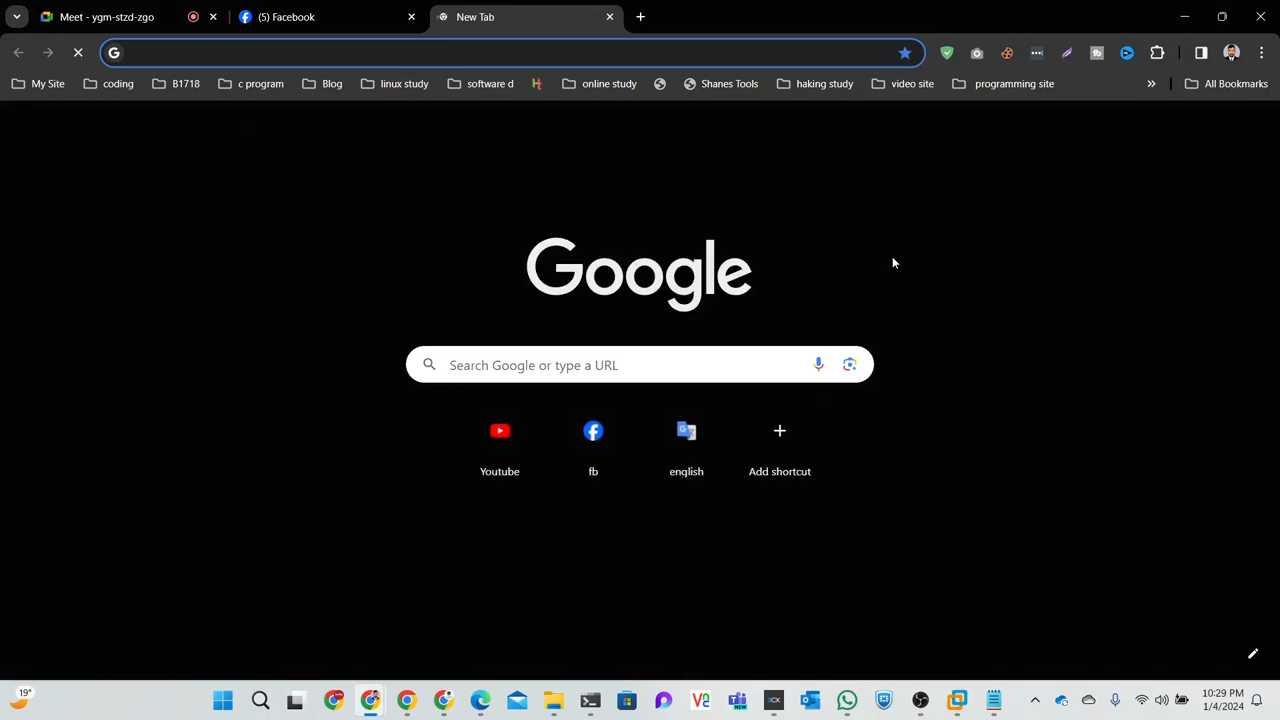 Meet - ygm-stzd-zgo
(5) Facebook
New Tab
My Site
coding
B1718
c program
Blog
linux study
software d
online study
Shanes Tools
haking study
video site
programming site
All Bookmarks
Google
Search Google or type a URL
Youtube
fb
english
Add shortcut
19°
10:29 PM
1/4/2024